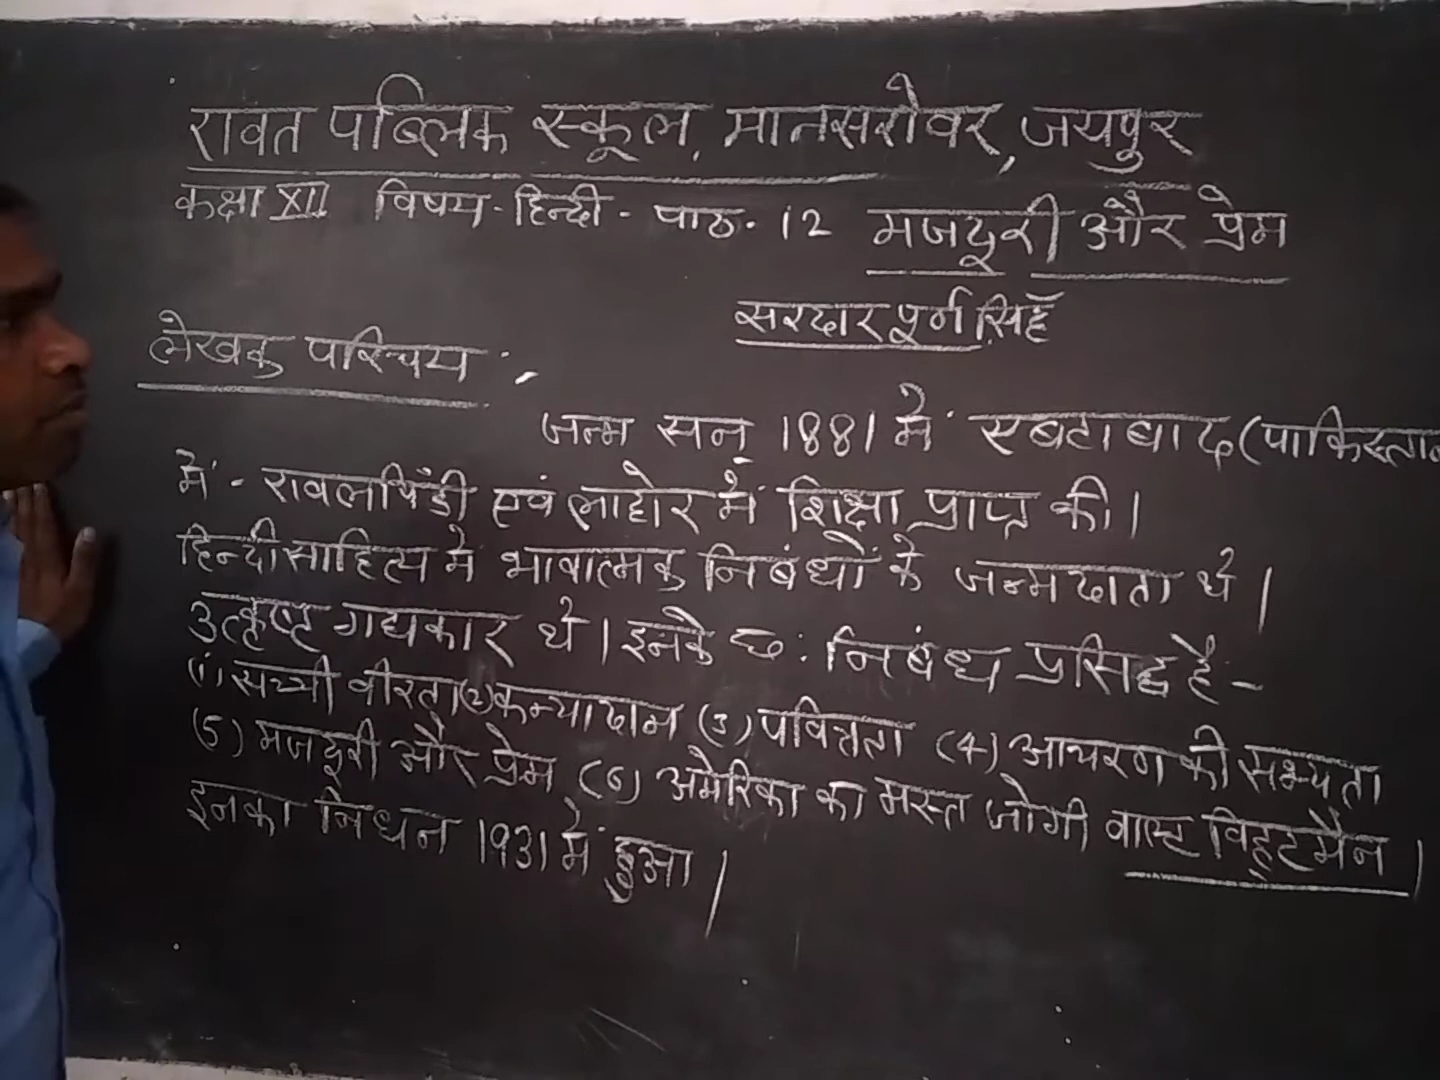 रावत पब्लिक स्कूल, मानसरोवर, जयपुर
कक्षा XII विषय - हिन्दी - पाठ - 12 मजदूरी और प्रेम
सरदार पूर्ण सिंह
लेखक परिचय :
जन्म सन् 1881 में एबटाबाद (पाकिस्तान
में - रावलपिंडी एवं लाहोर में शिक्षा प्राप्त की।
हिन्दी साहित्य में भावात्मक निबंधों के जन्मदाता थे।
उत्कृष्ट गद्यकार थे। इनके छः निबंध प्रसिद्ध है -
(1) सच्ची वीरता (2) कन्यादान (3) पवित्रता (4) आचरण की सभ्यता
(5) मजदूरी और प्रेम (6) अमेरिका का मस्त जोगी वाल्ट विह्टमैन।
इनका निधन 1931 में हुआ।